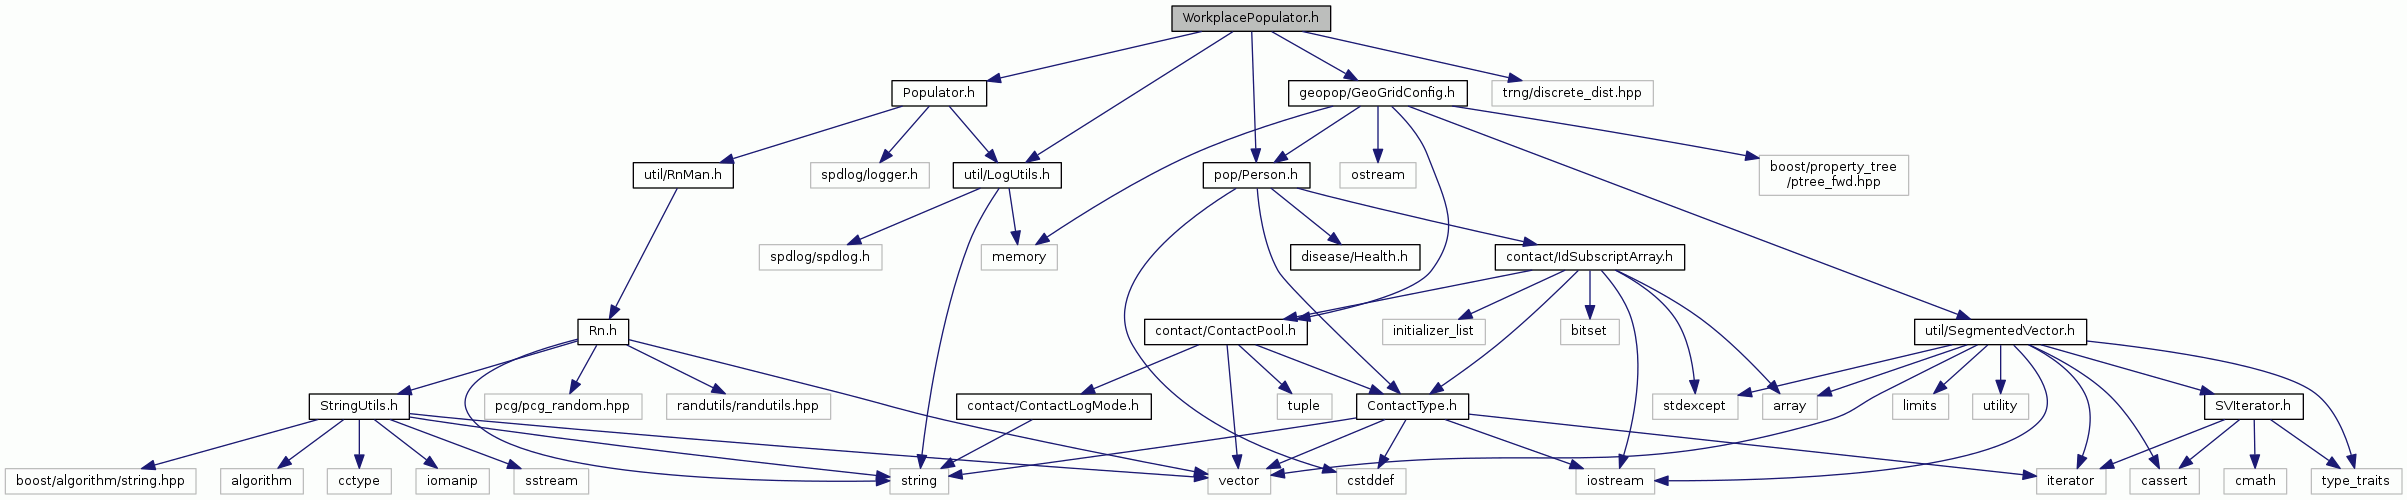 WorkplacePopulator.h
Populator.h
geopop/GeoGridConfig.h
trng/discrete_dist.hpp
util/RnMan.h
spdlog/logger.h
util/LogUtils.h
pop/Person.h
ostream
boost/property_tree
/ptree_fwd.hpp
spdlog/spdlog.h
memory
disease/Health.h
contact/IdSubscriptArray.h
Rn.h
contact/ContactPool.h
initializer_list
bitset
util/SegmentedVector.h
StringUtils.h
pcg/pcg_random.hpp
randutils/randutils.hpp
contact/ContactLogMode.h
tuple
ContactType.h
stdexcept
array
limits
utility
SVIterator.h
boost/algorithm/string.hpp
algorithm
cctype
iomanip
sstream
string
vector
cstddef
iostream
iterator
cassert
cmath
type_traits